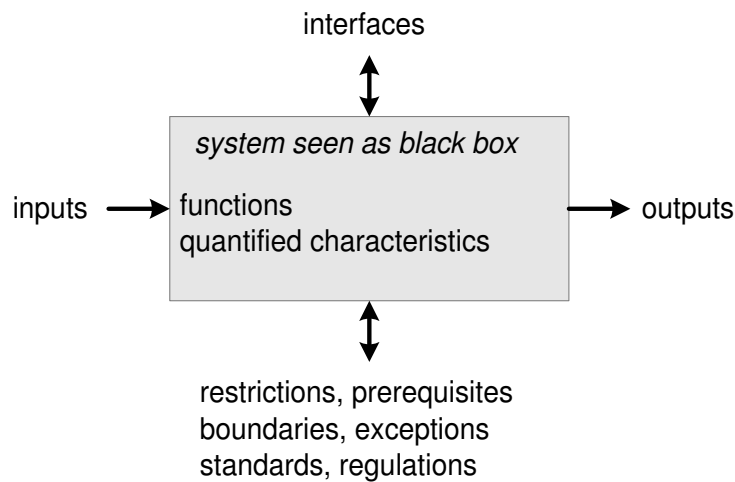 interfaces
system seen as black box
inputs
functions
outputs
quantified characteristics
restrictions, prerequisites
boundaries, exceptions
standards, regulations